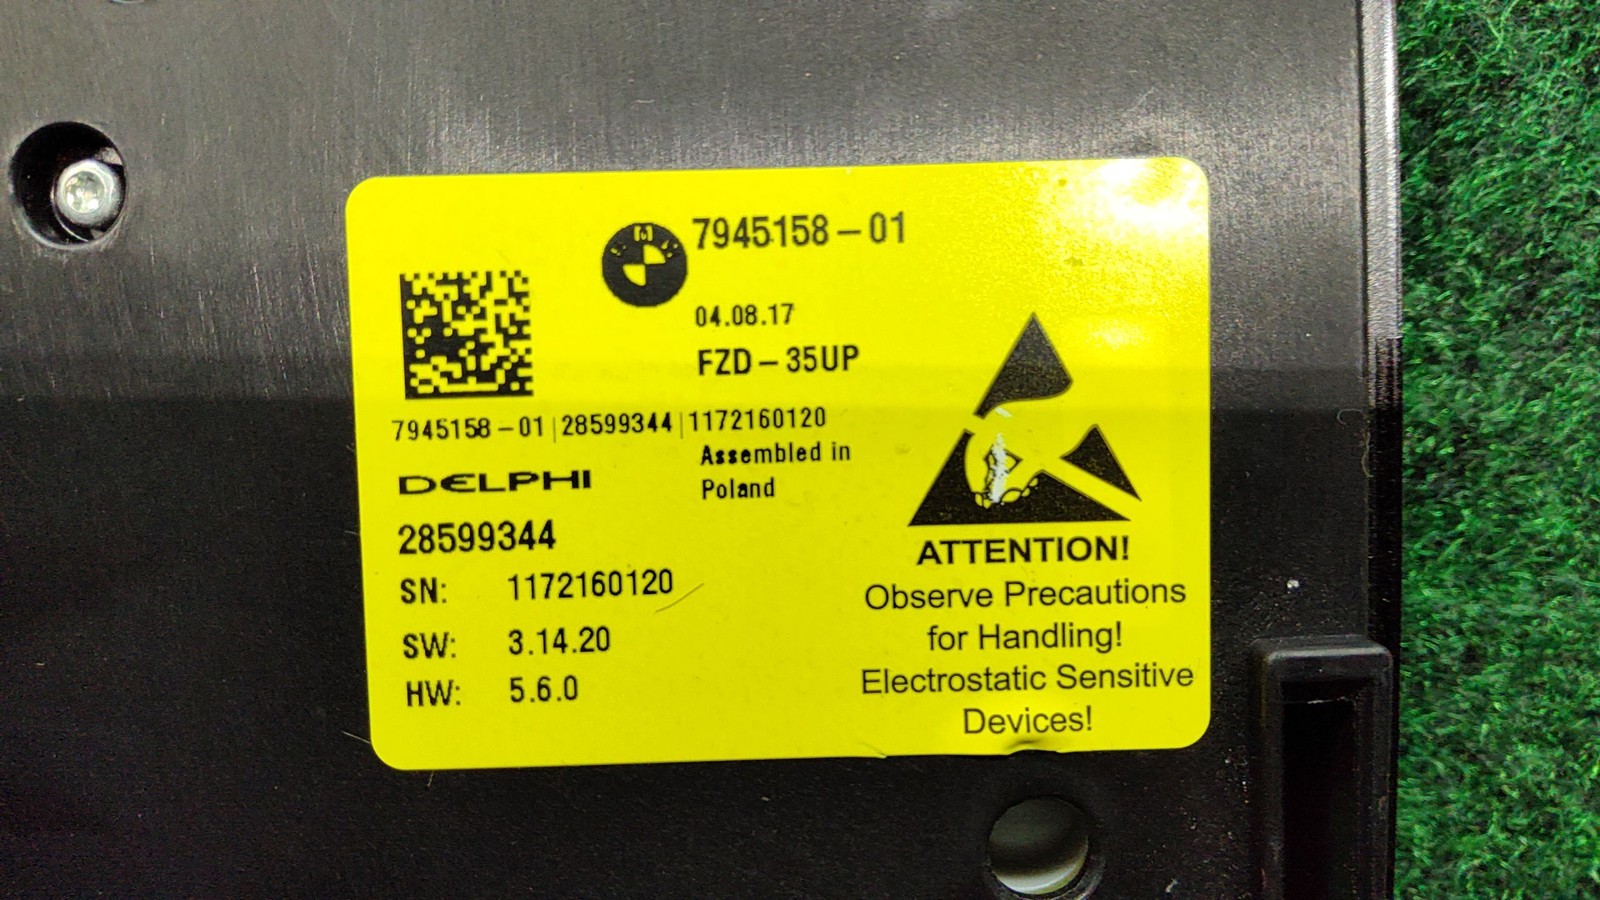 BMW
7945158-01
04.08.17
FZD-35UP
7945158-01|28599344|1172160120
Assembled in
Poland
DELPHI
28599344
SN: 1172160120
SW: 3.14.20
HW: 5.6.0
ATTENTION!
Observe Precautions
for Handling!
Electrostatic Sensitive
Devices!